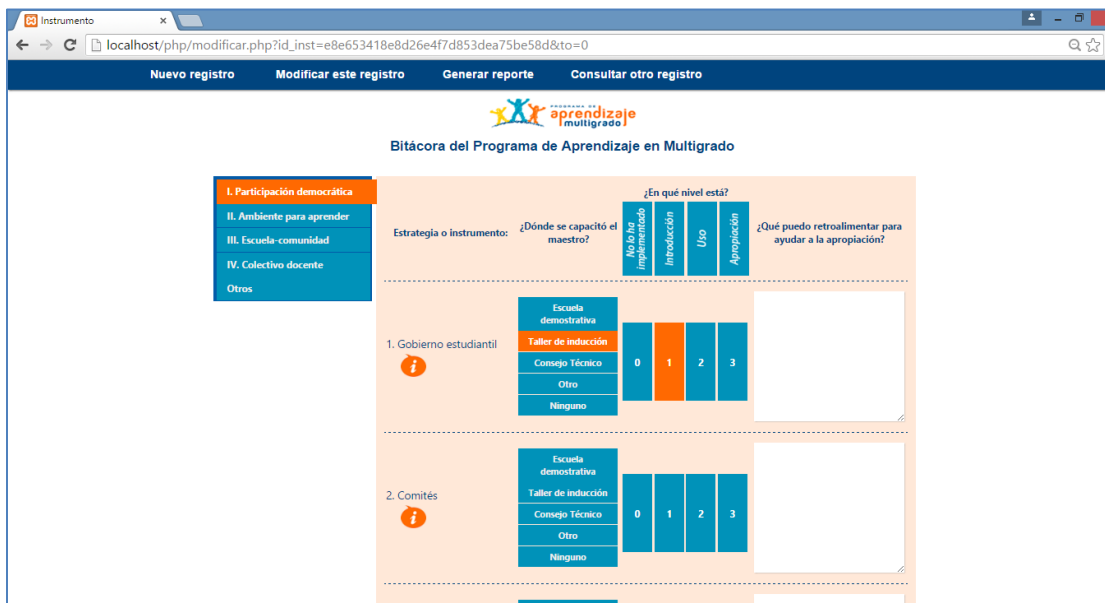 Instrumento
localhost/php/modificar.php?id_inst=e8e653418e8d26e4f7d853dea75be58d&to=0
Nuevo registro Modificar este registro Generar reporte Consultar otro registro
PROGRAMA DE
aprendizaje
multigrado
Bitácora del Programa de Aprendizaje en Multigrado
I. Participación democrática
II. Ambiente para aprender
III. Escuela-comunidad
IV. Colectivo docente
Otros
Estrategia o instrumento:
¿Dónde se capacitó el
maestro?
¿En qué nivel está?
No lo ha
implementado
Introducción
Uso
Apropiación
¿Qué puedo retroalimentar para
ayudar a la apropiación?
1. Gobierno estudiantil
i
Escuela
demostrativa
Taller de inducción
Consejo Técnico
Otro
Ninguno
0 1 2 3
2. Comités
i
Escuela
demostrativa
Taller de inducción
Consejo Técnico
Otro
Ninguno
0 1 2 3